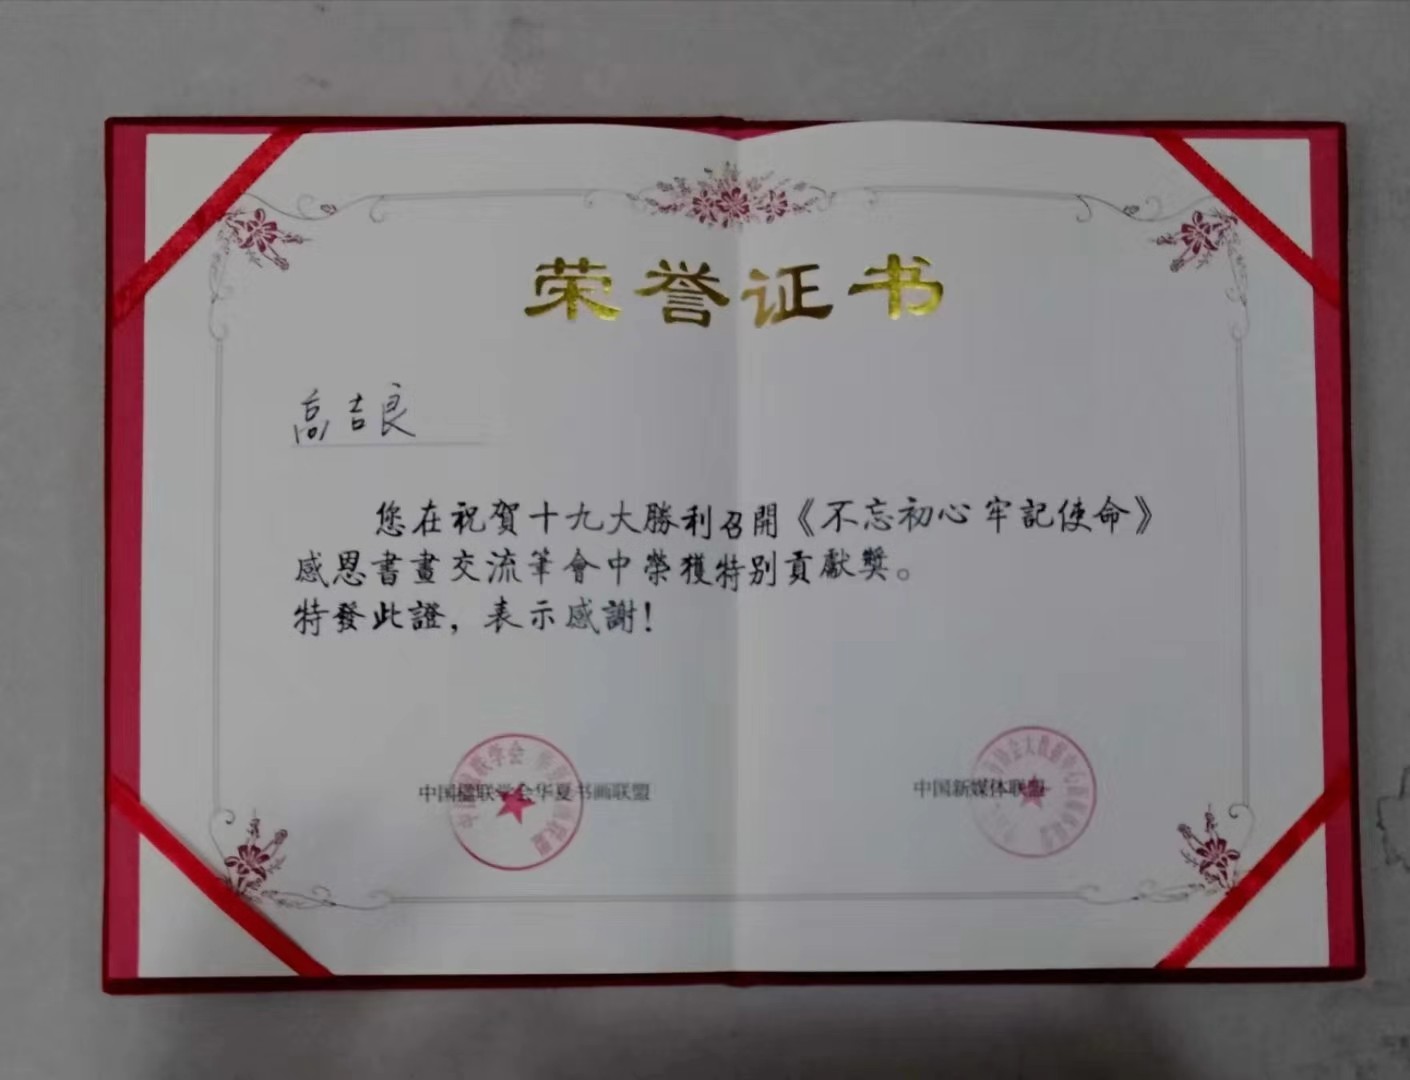 荣誉证书
高吉良
您在祝賀十九大勝利召開《不忘初心牢記使命》
感恩書畫交流筆會中榮獲特别貢獻獎。
特發此證，表示感謝！
中国楹联学会华夏书画联盟
中国新媒体联盟